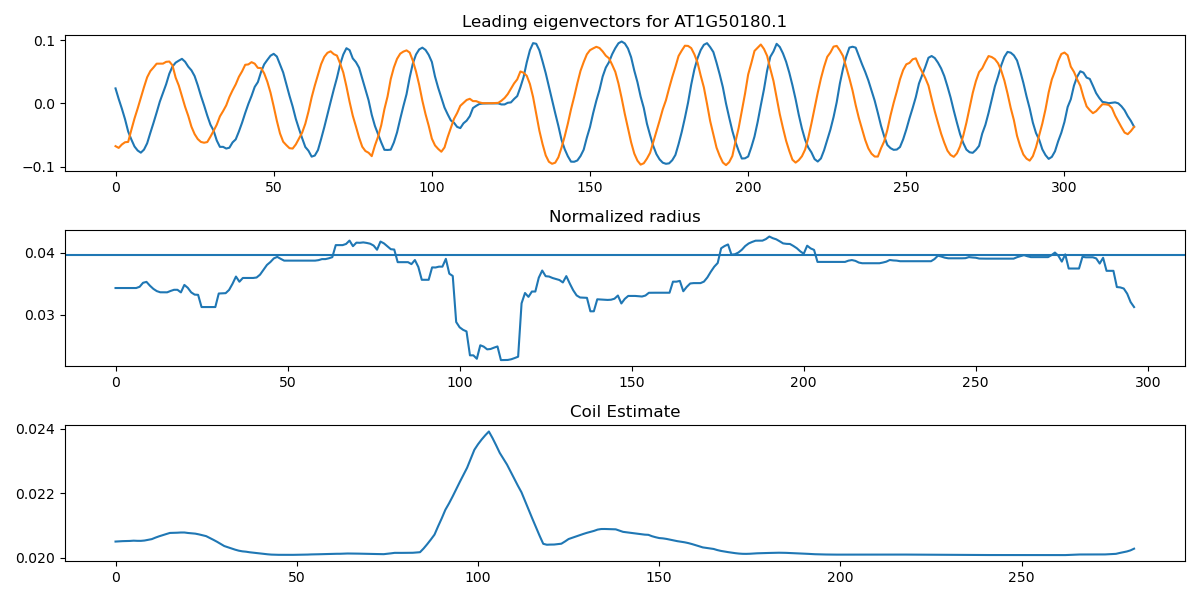 Leading eigenvectors for AT1G50180.1
0.1
0.0
−0.1
0 50 100 150 200 250 300
Normalized radius
0.04
0.03
0 50 100 150 200 250 300
Coil Estimate
0.024
0.022
0.020
0 50 100 150 200 250